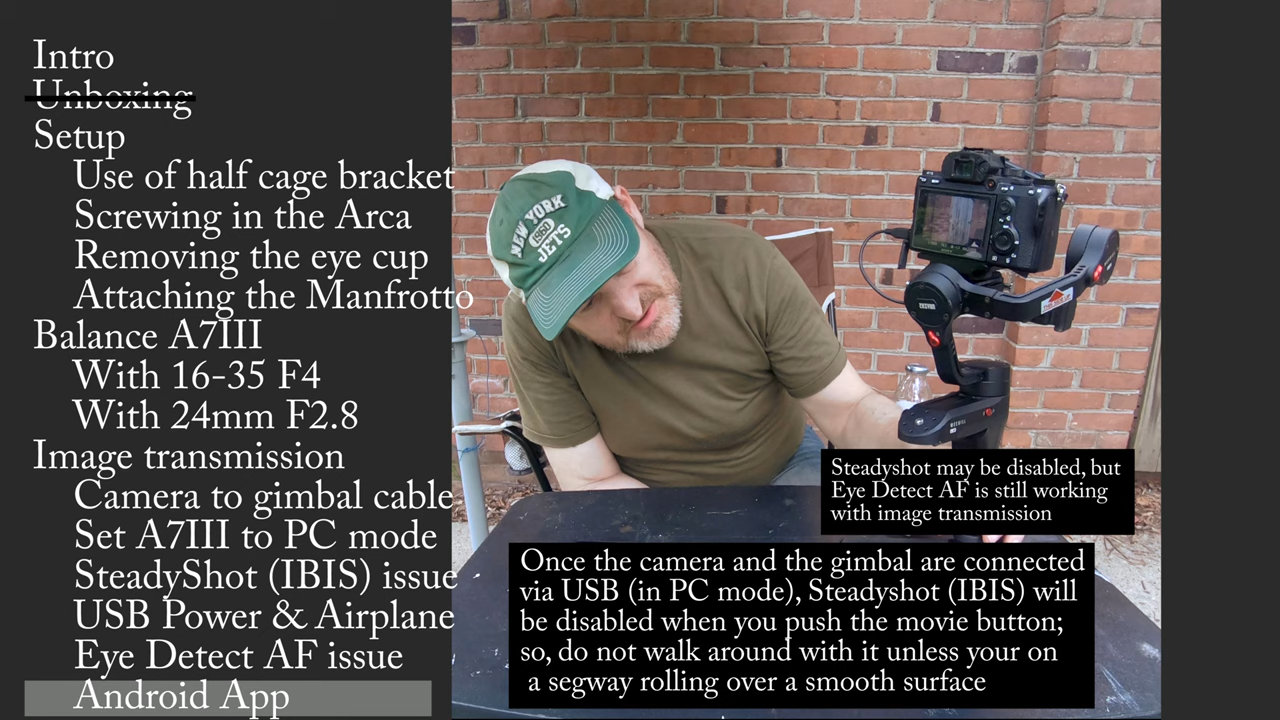 Intro
Unboxing
Setup
Use of half cage bracket
Screwing in the Arca
Removing the eye cup
Attaching the Manfrotto
Balance A7III
With 16-35 F4
With 24mm F2.8
Image transmission
Camera to gimbal cable
Set A7III to PC mode
SteadyShot (IBIS) issue
USB Power & Airplane
Eye Detect AF issue
Android App
NEW YORK
1960
JETS
Steadyshot may be disabled, but
Eye Detect AF is still working
with image transmission
Once the camera and the gimbal are connected
via USB (in PC mode), Steadyshot (IBIS) will
be disabled when you push the movie button;
so, do not walk around with it unless your on
a segway rolling over a smooth surface